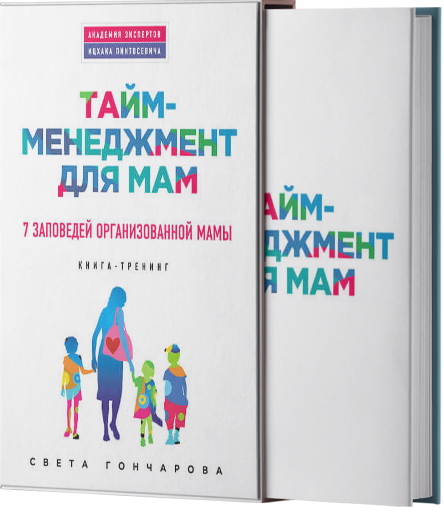 АКАДЕМИЯ ЭКСПЕРТОВ
ИЦХАКА ПИНТОСЕВИЧА
ТАЙМ-
МЕНЕДЖМЕНТ
ДЛЯ МАМ
7 ЗАПОВЕДЕЙ ОРГАНИЗОВАННОЙ МАМЫ
КНИГА-ТРЕНИНГ
СВЕТА ГОНЧАРОВА
АЙМ-
ДЖМЕНТ
Я МАМ